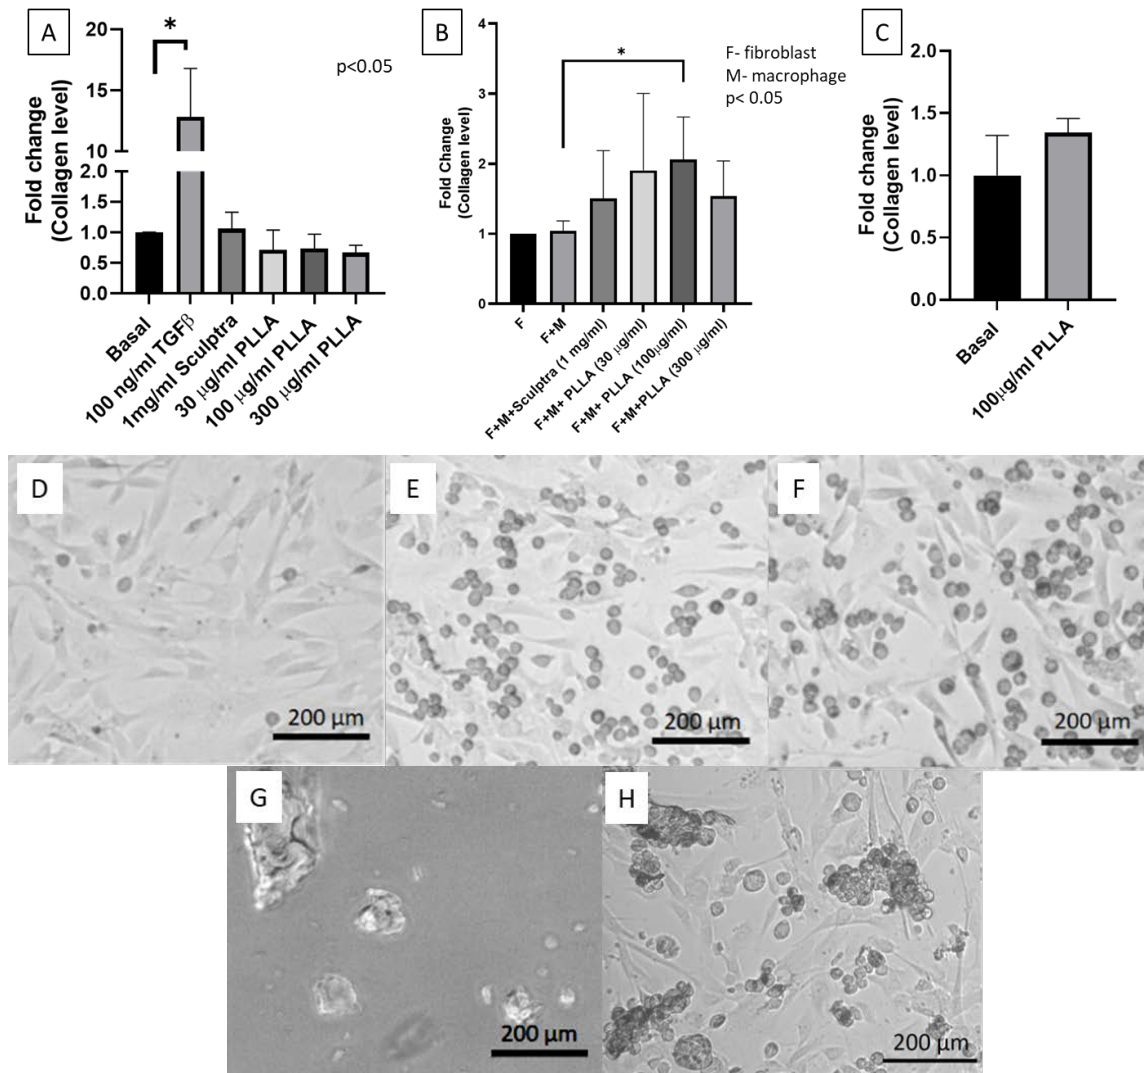 A
*
p<0.05
Fold change
(Collagen level)
20
15
10
2.0
1.5
1.0
0.5
0.0
Basal
100 ng/ml TGFβ
1mg/ml Sculptra
30 μg/ml PLLA
100 μg/ml PLLA
300 μg/ml PLLA
B
*
F- fibroblast
M- macrophage
p< 0.05
Fold Change
(Collagen level)
4
3
2
1
0
F
F+M
F+M+Sculptra (1 mg/ml)
F+M+ PLLA (30 μg/ml)
F+M+ PLLA (100μg/ml)
F+M+PLLA (300 μg/ml)
C
Fold change
(Collagen level)
2.0
1.5
1.0
0.5
0.0
Basal
100μg/ml PLLA
D
200 μm
E
200 μm
F
200 μm
G
200 μm
H
200 μm